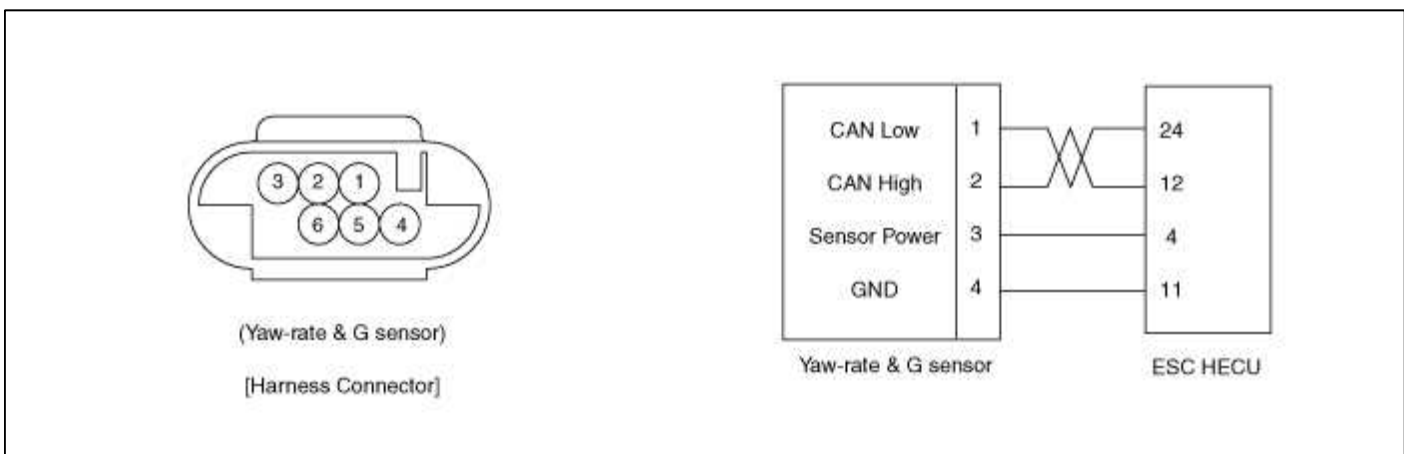 3 2 1
6 5 4
(Yaw-rate & G sensor)
[Harness Connector]
CAN Low 1 24
CAN High 2 12
Sensor Power 3 4
GND 4 11
Yaw-rate & G sensor ESC HECU